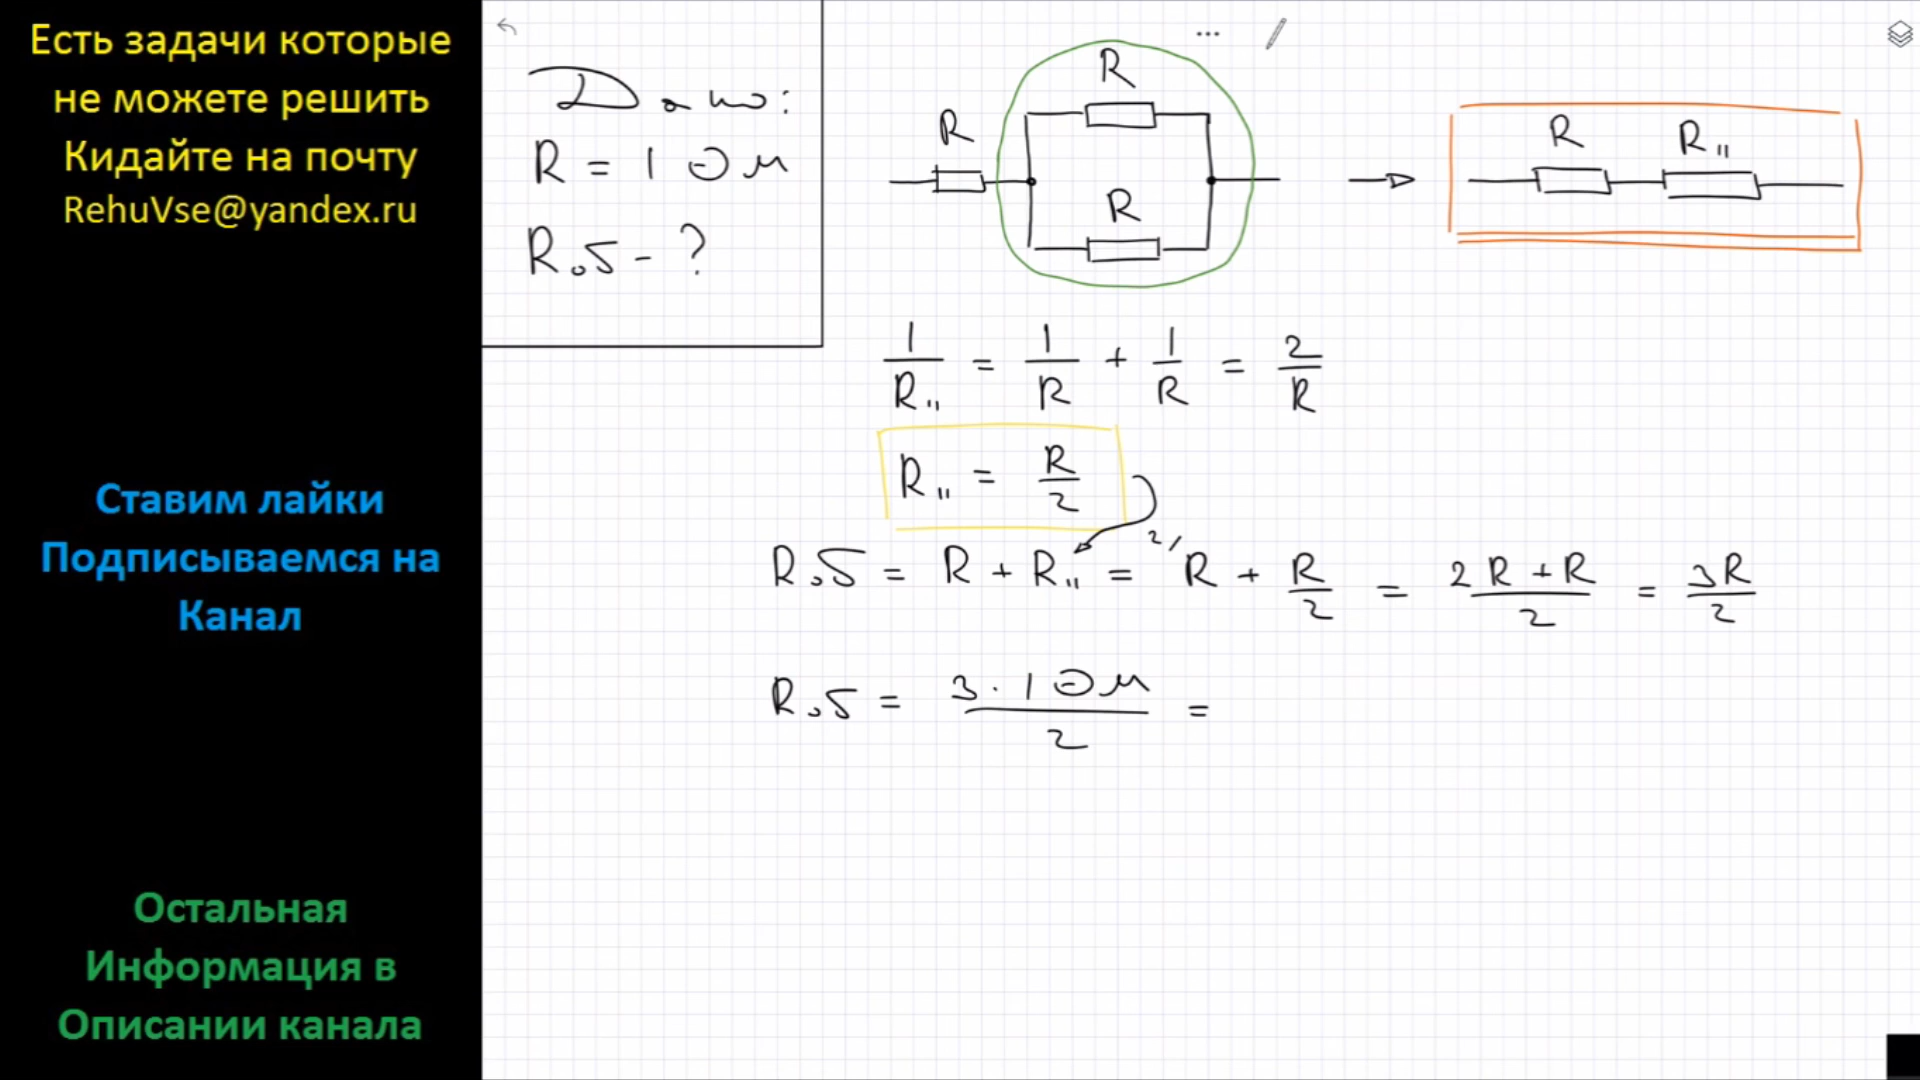 Есть задачи которые
не можете решить
Кидайте на почту
RehuVse@yandex.ru
Ставим лайки
Подписываемся на
Канал
Остальная
Информация в
Описании канала
Дано:
R = 1 Ом
Rоб - ?
R
R
R
R
R||
1/R|| = 1/R + 1/R = 2/R
R|| = R/2
Rоб = R + R|| = 2/ R + R/2 = (2R + R)/2 = 3R/2
Rоб = (3 · 1 Ом)/2 =